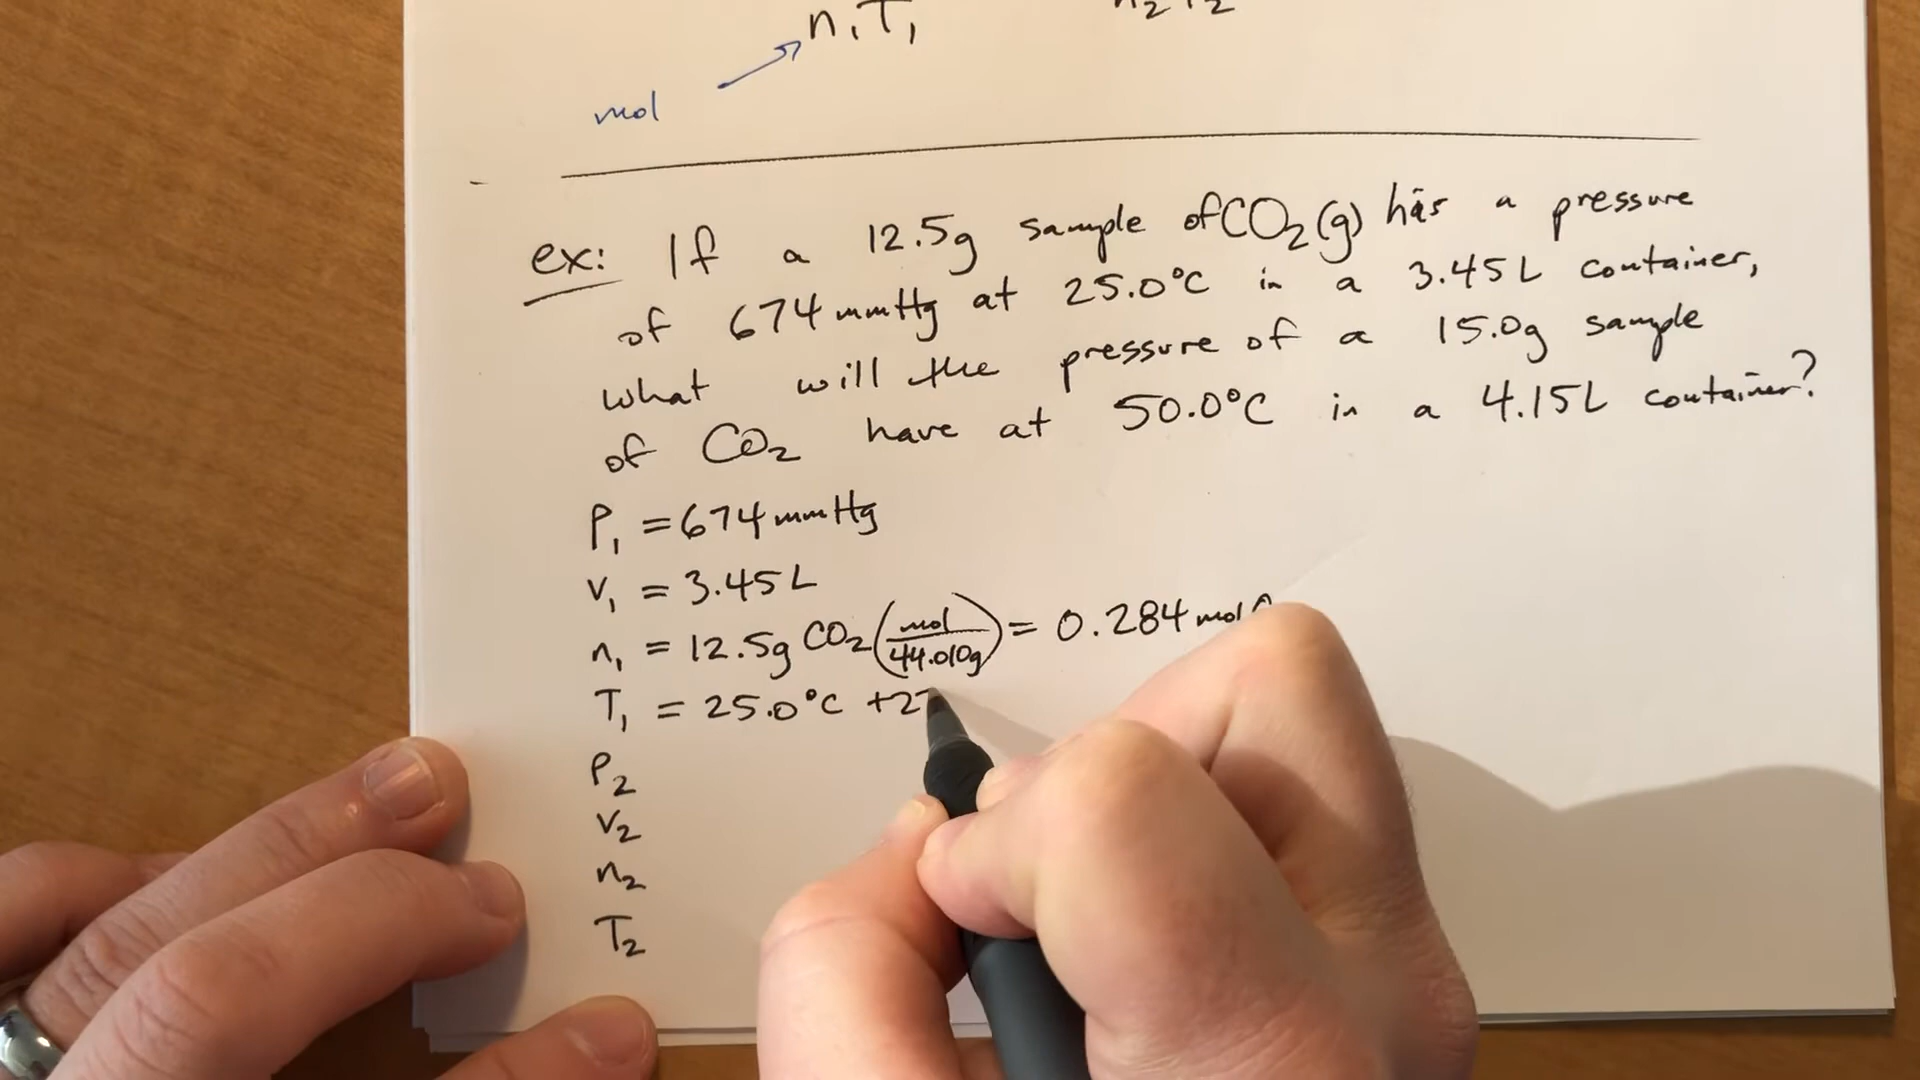 n₁T₁ n₂T₂
mol
ex: If a 12.5g sample of CO₂(g) has a pressure
of 674 mmHg at 25.0°C in a 3.45L container,
what will the pressure of a 15.0g sample
of CO₂ have at 50.0°C in a 4.15L container?
P₁ = 674 mmHg
V₁ = 3.45L
n₁ = 12.5g CO₂(mol/44.010g) = 0.284 mol
T₁ = 25.0°C +27
P₂
V₂
n₂
T₂